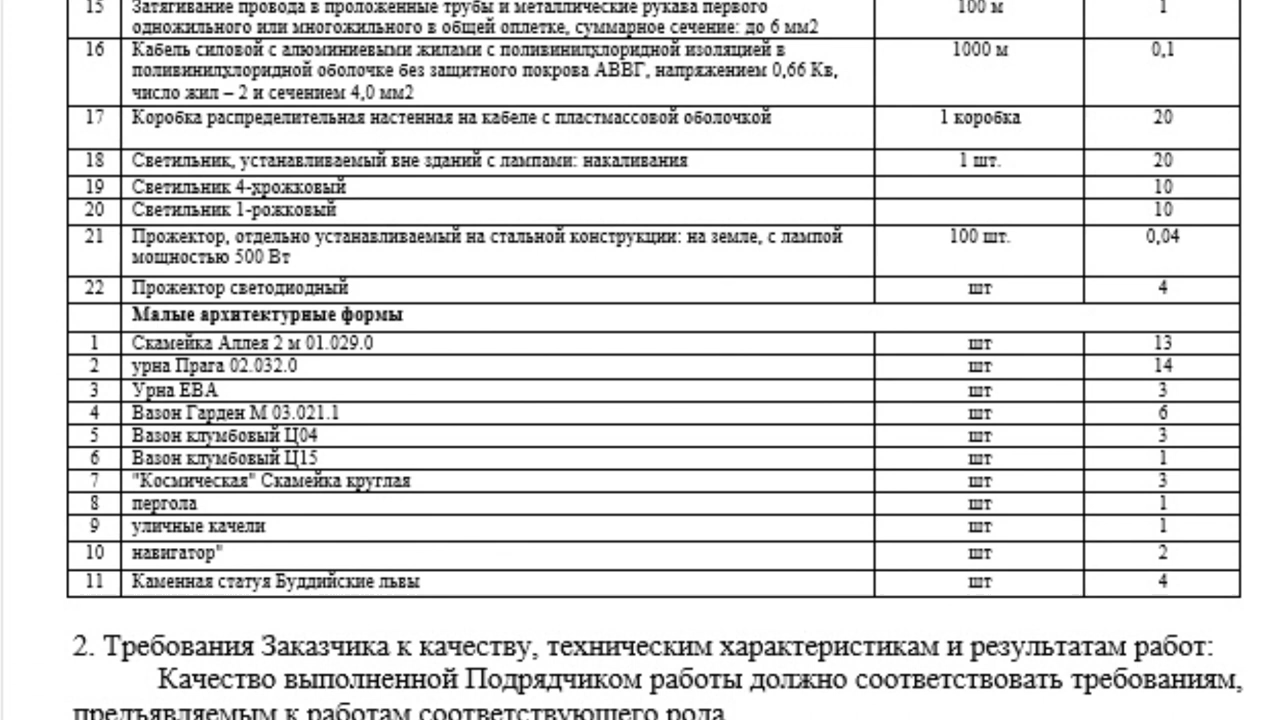 15 Затягивание провода в проложенные трубы и металлические рукава первого 100 м 1
одножильного или многожильного в общей оплетке, суммарное сечение: до 6 мм2
16 Кабель силовой с алюминиевыми жилами с поливинилхлоридной изоляцией в 1000 м 0,1
поливинилхлоридной оболочке без защитного покрова АВВГ, напряжением 0,66 Кв,
число жил – 2 и сечением 4,0 мм2
17 Коробка распределительная настенная на кабеле с пластмассовой оболочкой 1 коробка 20
18 Светильник, устанавливаемый вне зданий с лампами: накаливания 1 шт. 20
19 Светильник 4-хрожковый 10
20 Светильник 1-рожковый 10
21 Прожектор, отдельно устанавливаемый на стальной конструкции: на земле, с лампой 100 шт. 0,04
мощностью 500 Вт
22 Прожектор светодиодный шт 4
Малые архитектурные формы
1 Скамейка Аллея 2 м 01.029.0 шт 13
2 урна Прага 02.032.0 шт 14
3 Урна ЕВА шт 3
4 Вазон Гарден М 03.021.1 шт 6
5 Вазон клумбовый Ц04 шт 3
6 Вазон клумбовый Ц15 шт 1
7 "Космическая" Скамейка круглая шт 3
8 пергола шт 1
9 уличные качели шт 1
10 навигатор" шт 2
11 Каменная статуя Буддийские львы шт 4
2. Требования Заказчика к качеству, техническим характеристикам и результатам работ:
Качество выполненной Подрядчиком работы должно соответствовать требованиям,
предъявляемым к работам соответствующего рода